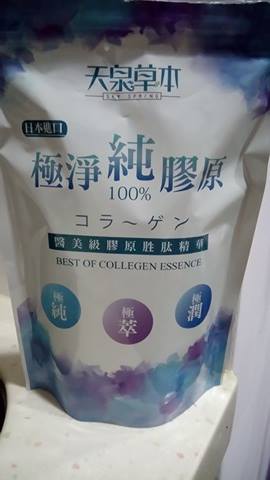 天泉草本
SKY SPRING
日本進口
極淨純膠原
100%
コラ～ゲン
醫美級膠原胜肽精華
BEST OF COLLEGEN ESSENCE
極純
極萃
極潤